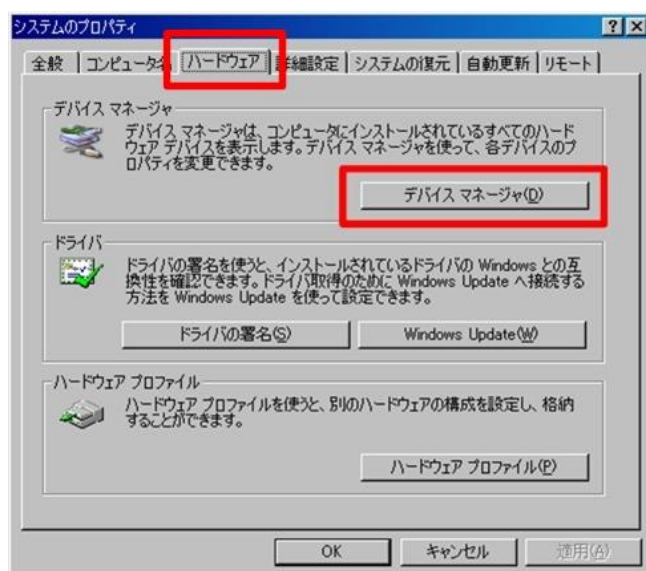 システムのプロパティ
全般 コンピュータ名 ハードウェア 詳細設定 システムの復元 自動更新 リモート
デバイス マネージャ
デバイス マネージャは、コンピュータにインストールされているすべてのハード
ウェア デバイスを表示します。デバイス マネージャを使って、各デバイスのプ
ロパティを変更できます。
デバイス マネージャ(D)
ドライバ
ドライバの署名を使うと、インストールされているドライバの Windows との互
換性を確認できます。ドライバ取得のために Windows Update へ接続する
方法を Windows Update を使って設定できます。
ドライバの署名(S) Windows Update(W)
ハードウェア プロファイル
ハードウェア プロファイルを使うと、別のハードウェアの構成を設定し、格納
することができます。
ハードウェア プロファイル(P)
OK キャンセル 適用(A)